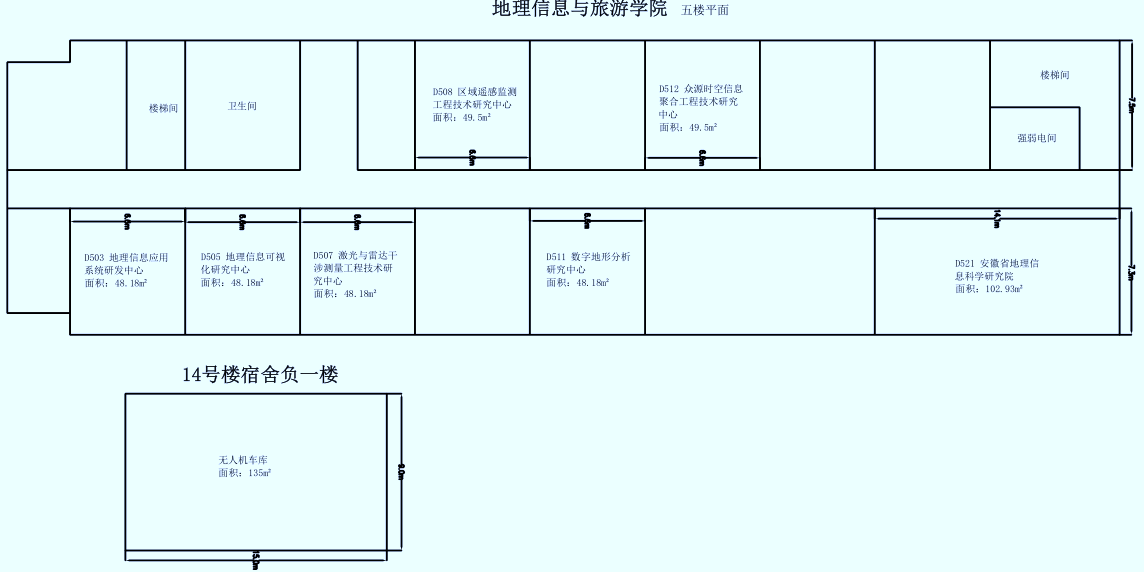 地理信息与旅游学院 五楼平面
楼梯间
卫生间
D508 区域遥感监测
工程技术研究中心
面积: 49.5m²
6.6m
D512 众源时空信息
聚合工程技术研究
中心
面积: 49.5m²
6.6m
楼梯间
强弱电间
7.5m
6.6m
D503 地理信息应用
系统研发中心
面积: 48.18m²
6.6m
D505 地理信息可视
化研究中心
面积: 48.18m²
6.6m
D507 激光与雷达干
涉测量工程技术研
究中心
面积: 48.18m²
6.6m
D511 数字地形分析
研究中心
面积: 48.18m²
14.1m
D521 安徽省地理信
息科学研究院
面积: 102.93m²
7.3m
14号楼宿舍负一楼
无人机车库
面积: 135m²
9.0m
15.0m